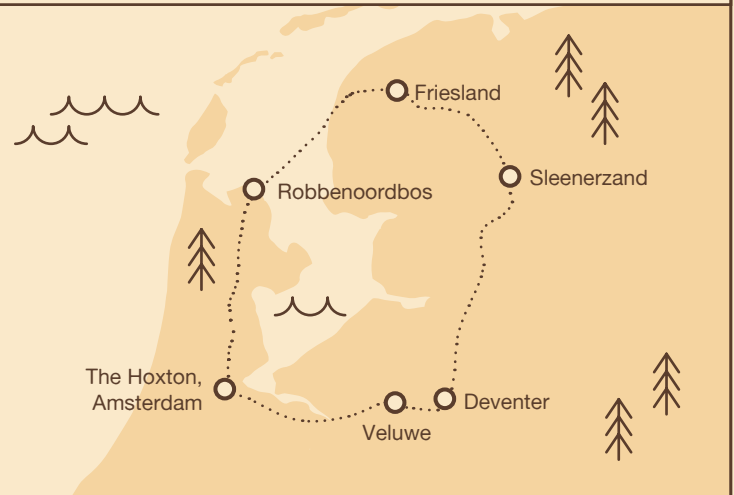 Friesland
Sleenerzand
Robbenoordbos
The Hoxton,
Amsterdam
Deventer
Veluwe